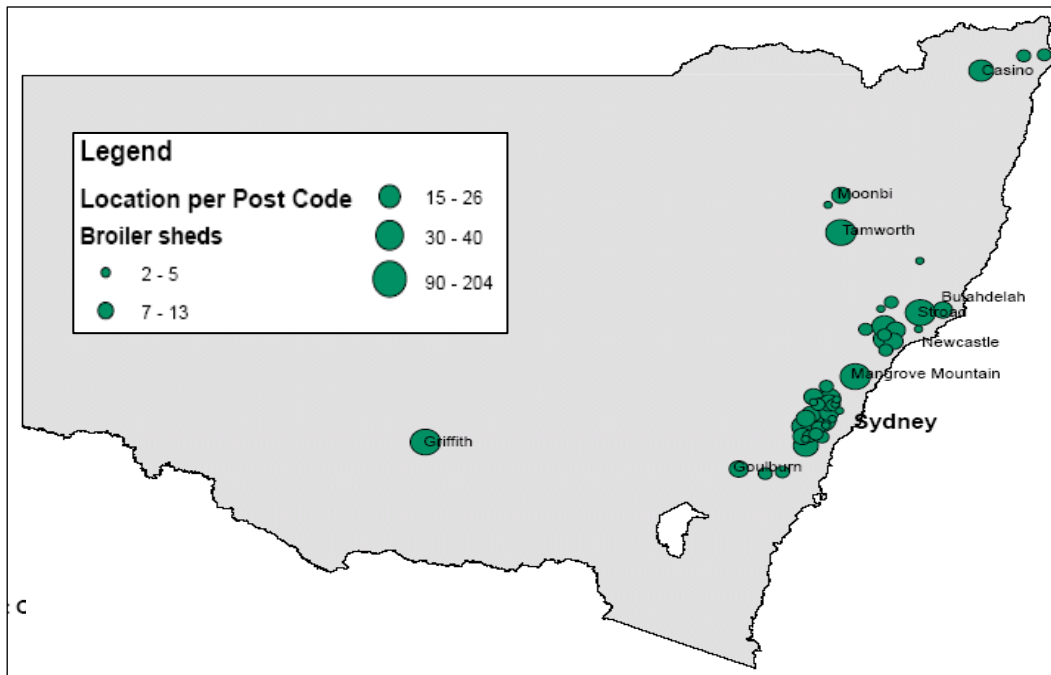 Casino
Legend
Location per Post Code
Broiler sheds
2 - 5
7 - 13
15 - 26
30 - 40
90 - 204
Moonbi
Tamworth
Bulahdelah
Stroad
Newcastle
Mangrove Mountain
Sydney
Griffith
Goulburn
: C